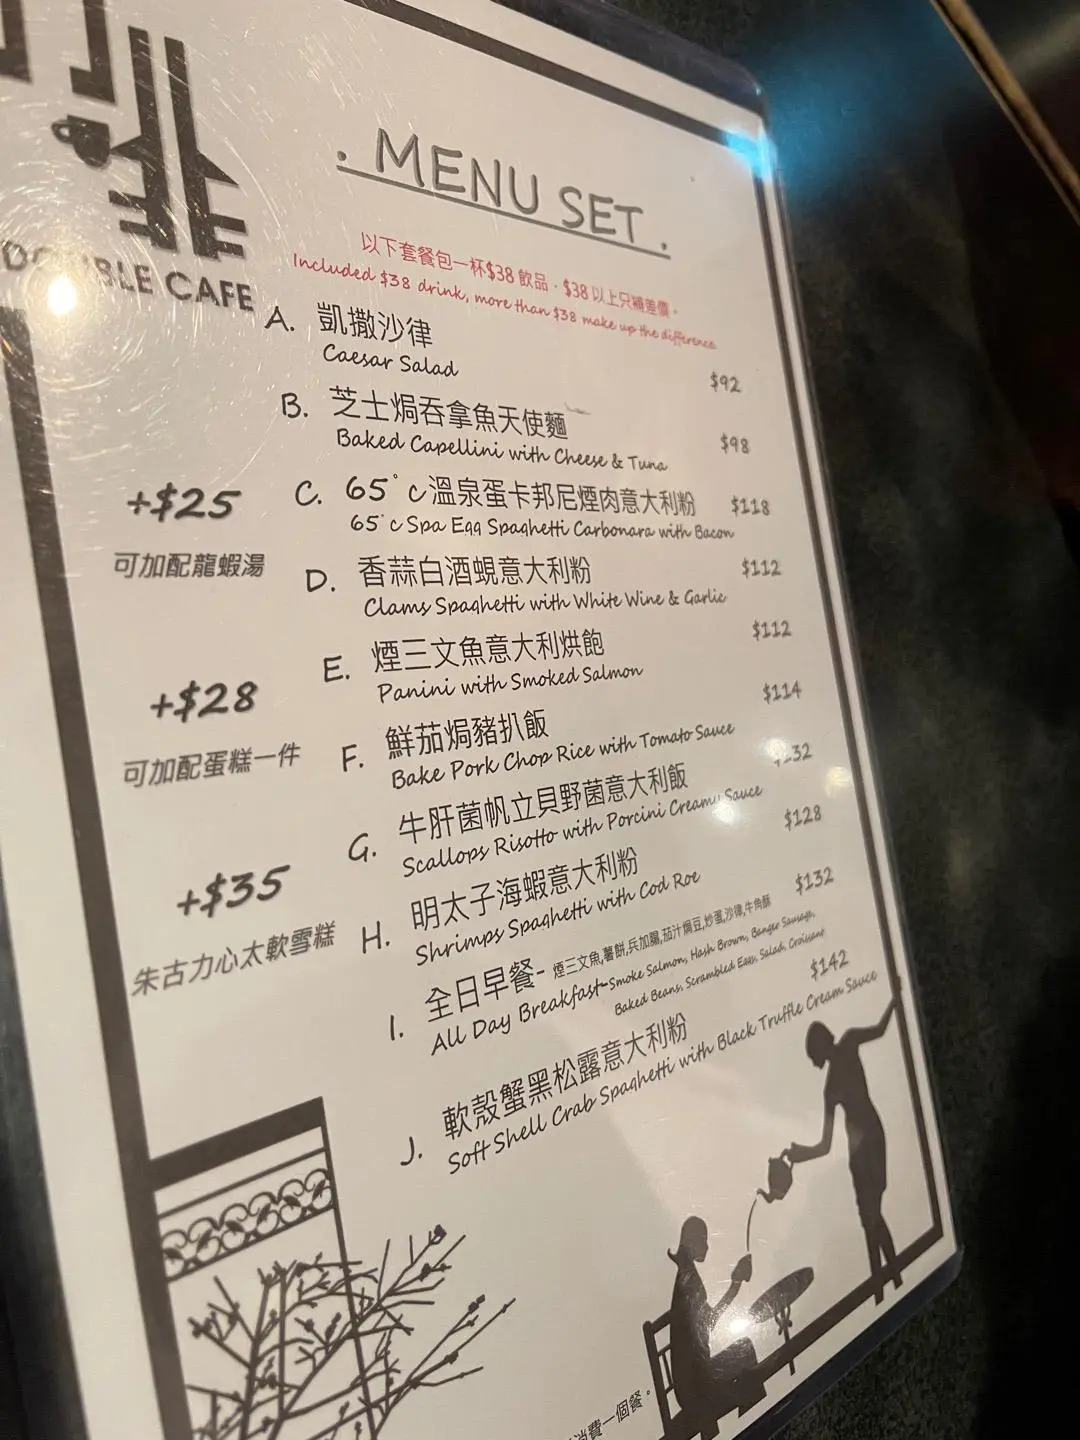 DOUBLE CAFE
. MENU SET .
以下套餐包一杯$38 飲品 · $38 以上只補差價。
Included $38 drink, more than $38 make up the difference.
A. 凱撒沙律
Caesar Salad
$92
B. 芝士焗吞拿魚天使麵
Baked Capellini with Cheese & Tuna
$98
C. 65°c溫泉蛋卡邦尼煙肉意大利粉
65°c Spa Egg Spaghetti Carbonara with Bacon
$118
D. 香蒜白酒蜆意大利粉
Clams Spaghetti with White Wine & Garlic
$112
E. 煙三文魚意大利烘飽
Panini with Smoked Salmon
$112
F. 鮮茄焗豬扒飯
Bake Pork Chop Rice with Tomato Sauce
$114
G. 牛肝菌帆立貝野菌意大利飯
Scallops Risotto with Porcini Creamy Sauce
H. 明太子海蝦意大利粉
Shrimps Spaghetti with Cod Roe
$128
I. 全日早餐- 煙三文魚,薯餅,兵加腸,茄汁焗豆,炒蛋,沙律,牛角酥
All Day Breakfast-Smoke Salmon, Hash Brown, Banger Sausage,
Baked Beans, Scrambled Eggs, Salad, Croissant
$132
J. 軟殼蟹黑松露意大利粉
Soft Shell Crab Spaghetti with Black Truffle Cream Sauce
$142
+$25
可加配龍蝦湯
+$28
可加配蛋糕一件
+$35
朱古力心太軟雪糕
消費一個餐。